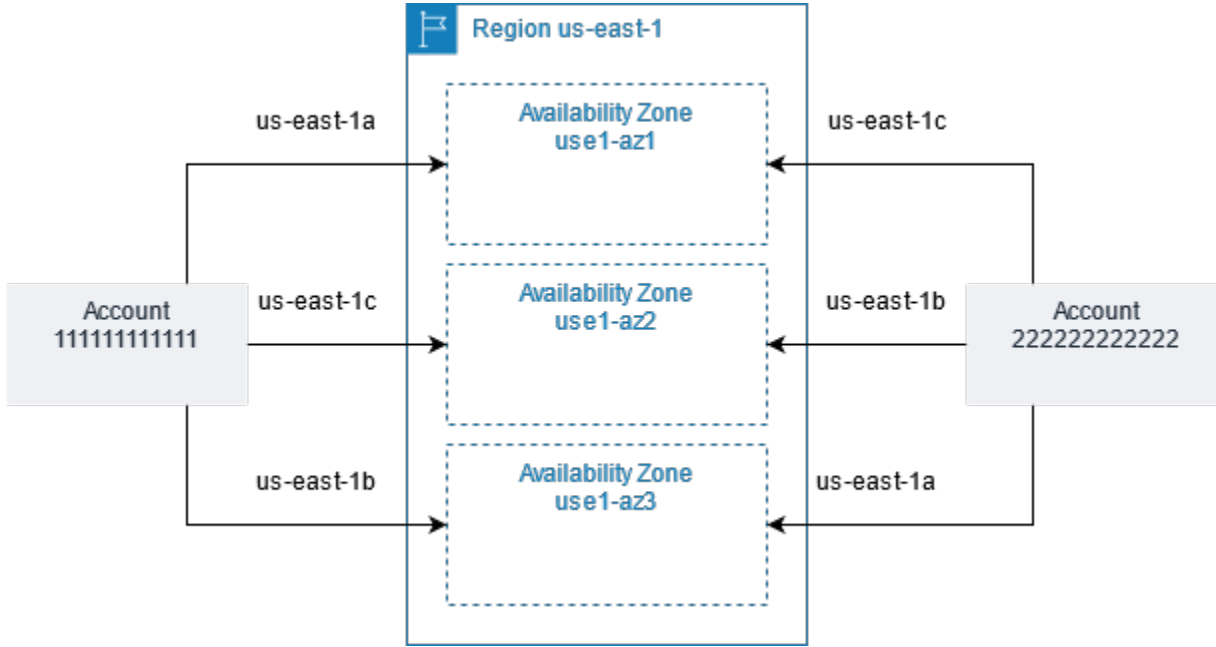 Region us-east-1
us-east-1a
Availability Zone
use1-az1
us-east-1c
Account
111111111111
us-east-1c
Availability Zone
use1-az2
us-east-1b
Account
222222222222
us-east-1b
Availability Zone
use1-az3
us-east-1a